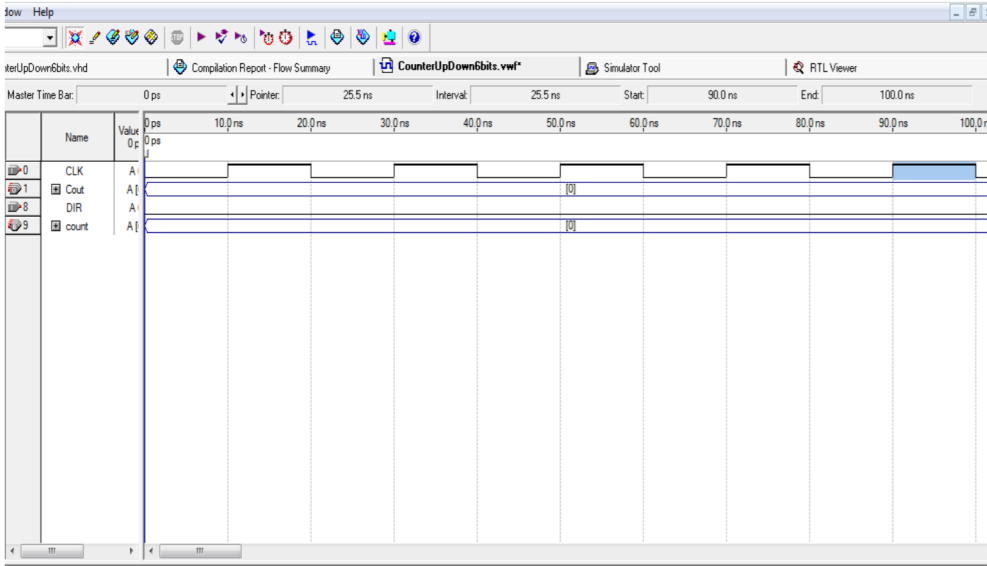 dow Help
terUpDown6bits.vhd Compilation Report - Flow Summary CounterUpDown6bits.vwf* Simulator Tool RTL Viewer
Master Time Bar: 0 ps Pointer: 25.5 ns Interval: 25.5 ns Start: 90.0 ns End: 100.0 ns
Name Value 0 p 0 ps 10.0 ns 20.0 ns 30.0 ns 40.0 ns 50.0 ns 60.0 ns 70.0 ns 80.0 ns 90.0 ns 100.0 n
0 ps
0 CLK A
1 Cout A [ [0]
8 DIR A
9 count A [ [0]